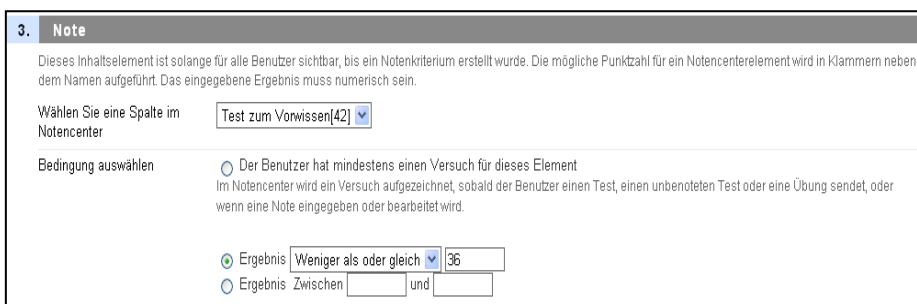 3. Note
Dieses Inhaltselement ist solange für alle Benutzer sichtbar, bis ein Notenkriterium erstellt wurde. Die mögliche Punktzahl für ein Notencenterelement wird in Klammern neben
dem Namen aufgeführt. Das eingegebene Ergebnis muss numerisch sein.
Wählen Sie eine Spalte im
Notencenter
Test zum Vorwissen[42]
Bedingung auswählen
Der Benutzer hat mindestens einen Versuch für dieses Element
Im Notencenter wird ein Versuch aufgezeichnet, sobald der Benutzer einen Test, einen unbenoteten Test oder eine Übung sendet, oder
wenn eine Note eingegeben oder bearbeitet wird.
Ergebnis Weniger als oder gleich 36
Ergebnis Zwischen und